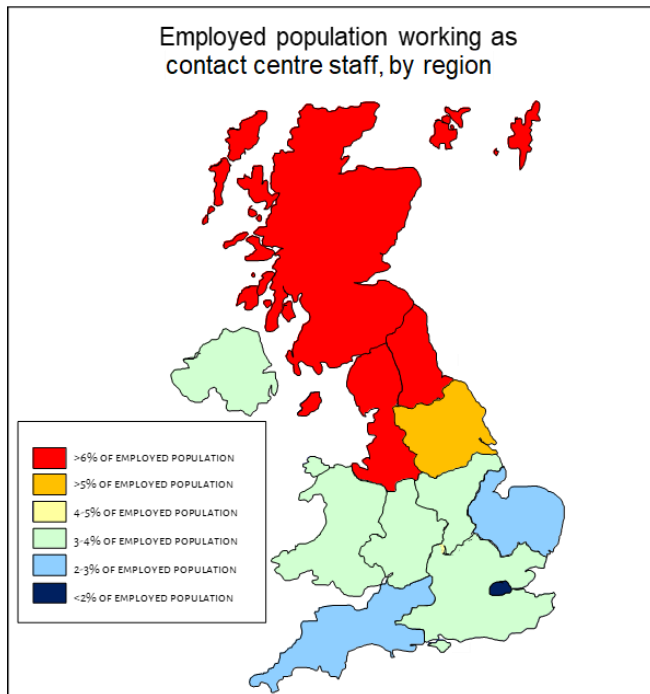 Employed population working as
contact centre staff, by region
>6% OF EMPLOYED POPULATION
>5% OF EMPLOYED POPULATION
4-5% OF EMPLOYED POPULATION
3-4% OF EMPLOYED POPULATION
2-3% OF EMPLOYED POPULATION
<2% OF EMPLOYED POPULATION